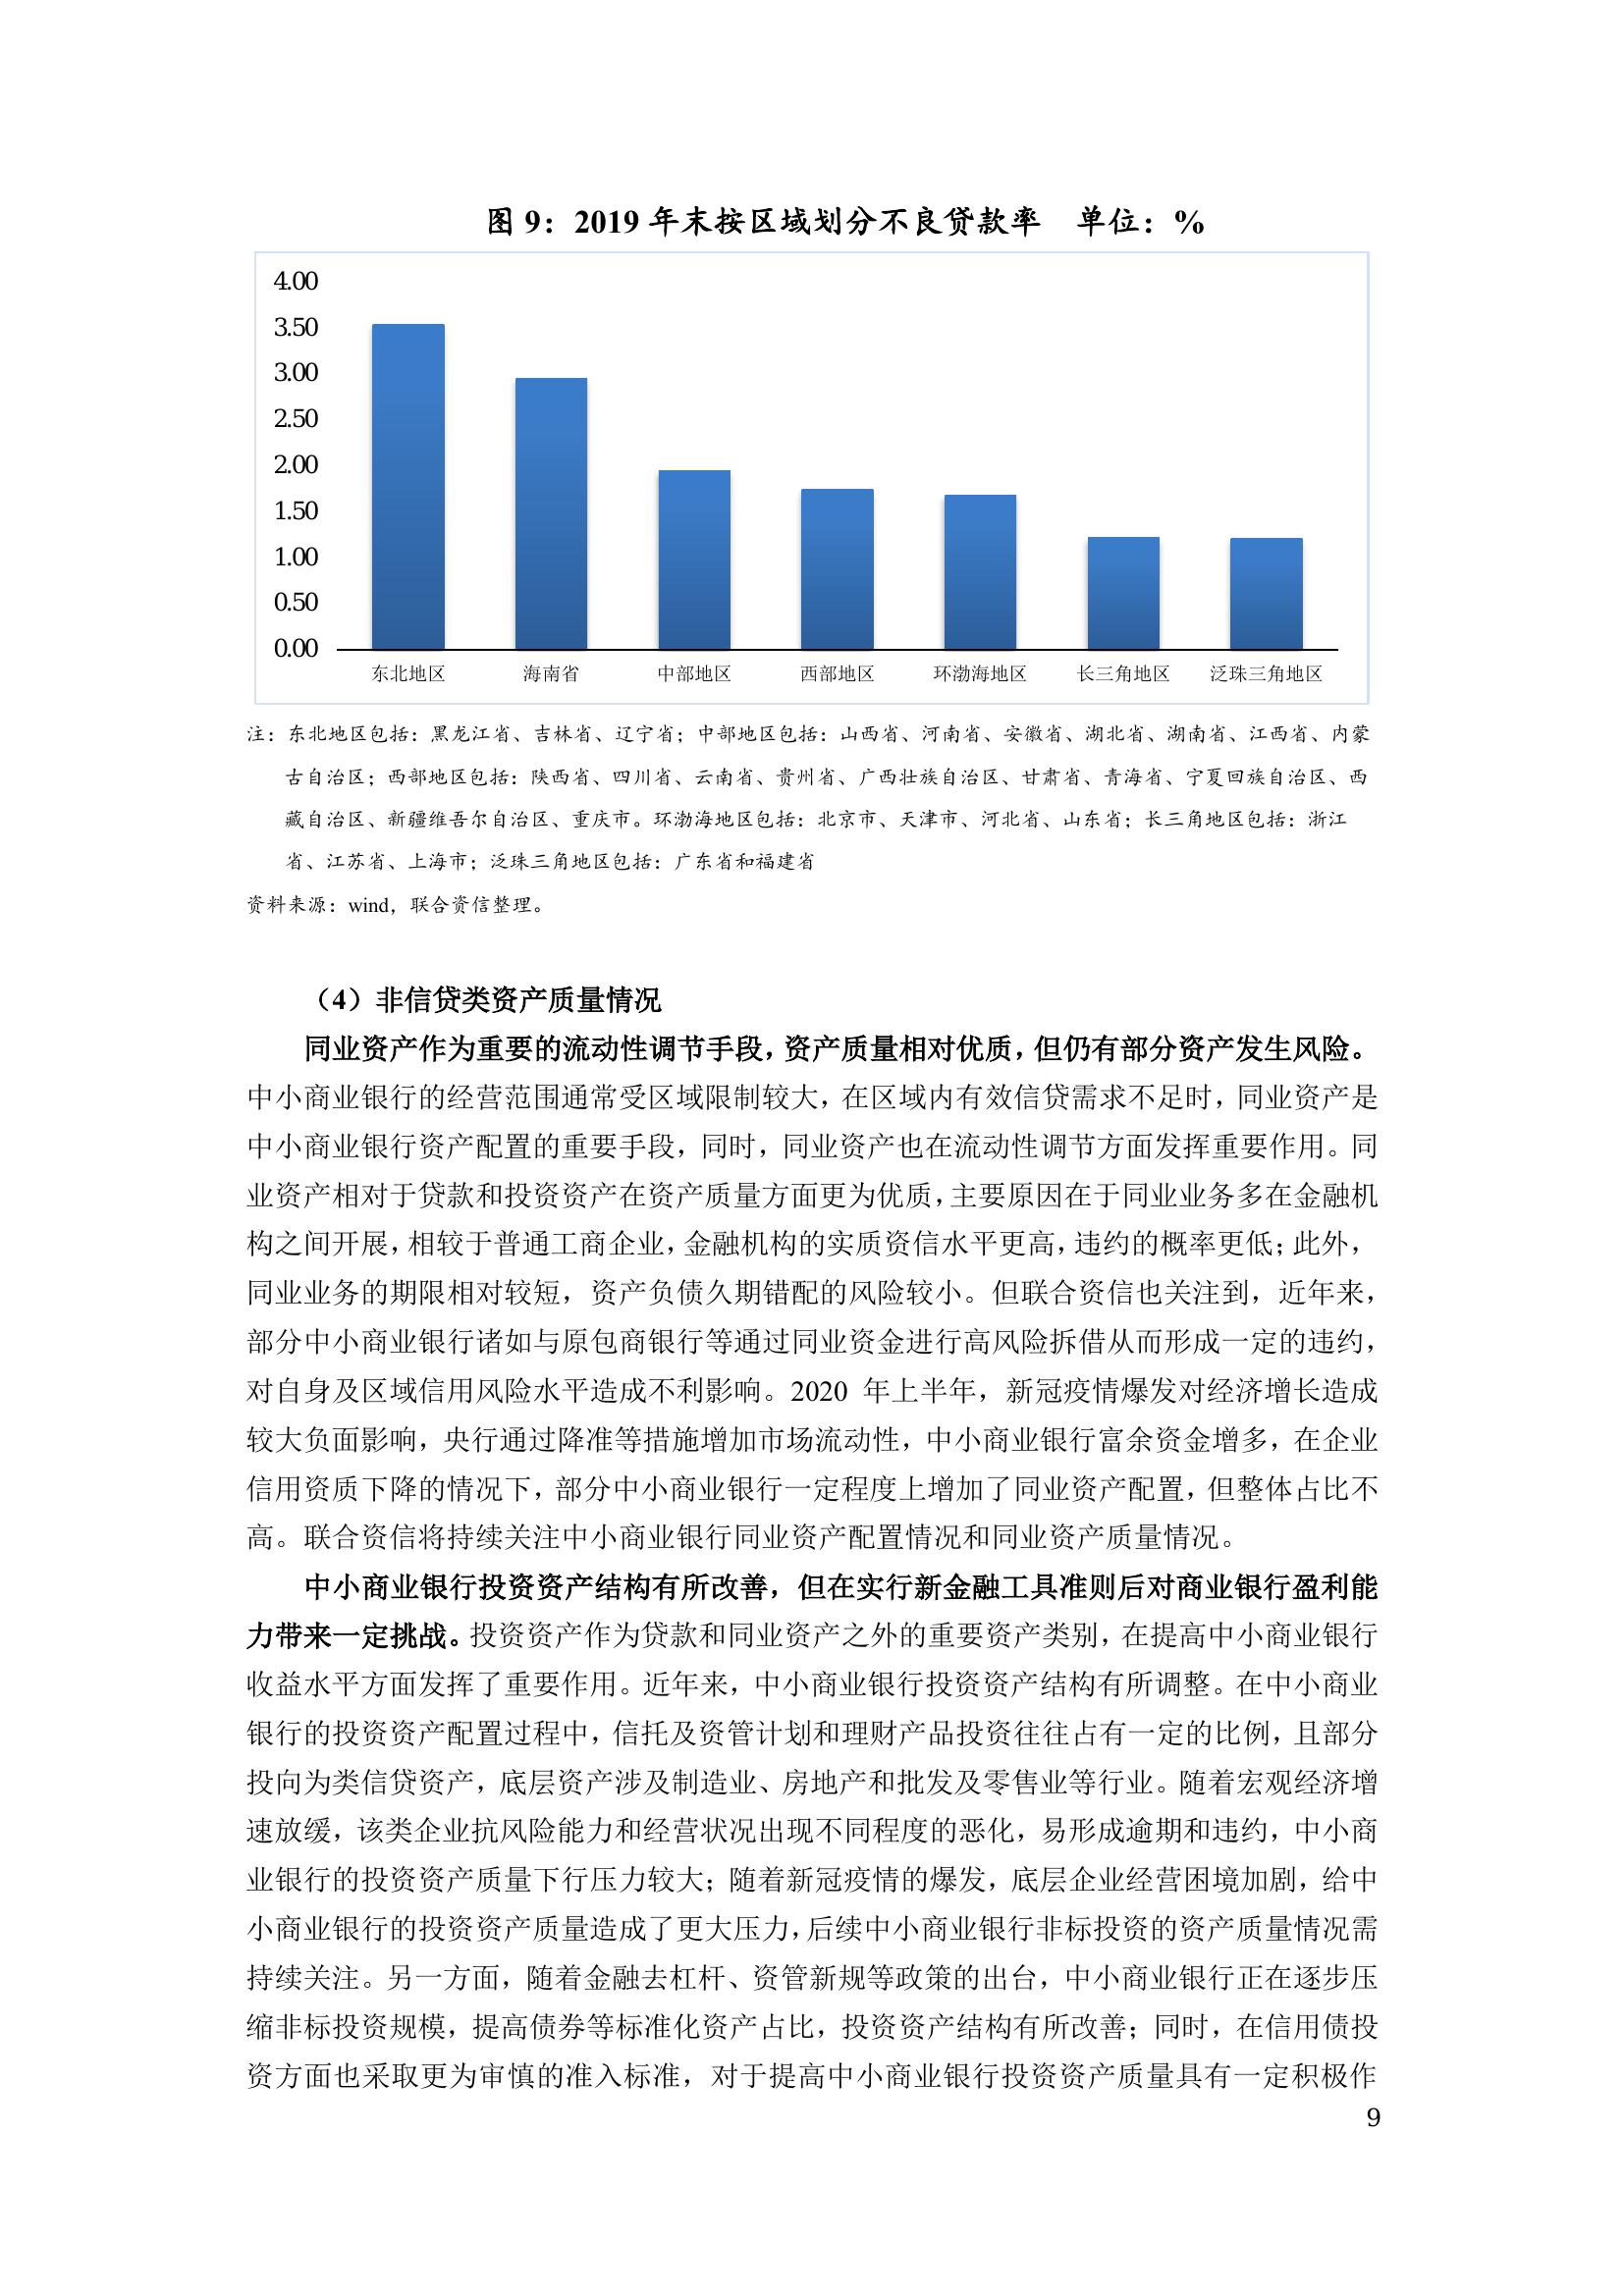 图 9：2019 年末按区域划分不良贷款率 单位：%
4.00
3.50
3.00
2.50
2.00
1.50
1.00
0.50
0.00
东北地区 海南省 中部地区 西部地区 环渤海地区 长三角地区 泛珠三角地区
注：东北地区包括：黑龙江省、吉林省、辽宁省；中部地区包括：山西省、河南省、安徽省、湖北省、湖南省、江西省、内蒙
古自治区；西部地区包括：陕西省、四川省、云南省、贵州省、广西壮族自治区、甘肃省、青海省、宁夏回族自治区、西
藏自治区、新疆维吾尔自治区、重庆市。环渤海地区包括：北京市、天津市、河北省、山东省；长三角地区包括：浙江
省、江苏省、上海市；泛珠三角地区包括：广东省和福建省
资料来源：wind，联合资信整理。
（4）非信贷类资产质量情况
同业资产作为重要的流动性调节手段，资产质量相对优质，但仍有部分资产发生风险。
中小商业银行的经营范围通常受区域限制较大，在区域内有效信贷需求不足时，同业资产是
中小商业银行资产配置的重要手段，同时，同业资产也在流动性调节方面发挥重要作用。同
业资产相对于贷款和投资资产在资产质量方面更为优质，主要原因在于同业业务多在金融机
构之间开展，相较于普通工商企业，金融机构的实质资信水平更高，违约的概率更低；此外，
同业业务的期限相对较短，资产负债久期错配的风险较小。但联合资信也关注到，近年来，
部分中小商业银行诸如与原包商银行等通过同业资金进行高风险拆借从而形成一定的违约，
对自身及区域信用风险水平造成不利影响。2020 年上半年，新冠疫情爆发对经济增长造成
较大负面影响，央行通过降准等措施增加市场流动性，中小商业银行富余资金增多，在企业
信用资质下降的情况下，部分中小商业银行一定程度上增加了同业资产配置，但整体占比不
高。联合资信将持续关注中小商业银行同业资产配置情况和同业资产质量情况。
中小商业银行投资资产结构有所改善，但在实行新金融工具准则后对商业银行盈利能
力带来一定挑战。投资资产作为贷款和同业资产之外的重要资产类别，在提高中小商业银行
收益水平方面发挥了重要作用。近年来，中小商业银行投资资产结构有所调整。在中小商业
银行的投资资产配置过程中，信托及资管计划和理财产品投资往往占有一定的比例，且部分
投向为类信贷资产，底层资产涉及制造业、房地产和批发及零售业等行业。随着宏观经济增
速放缓，该类企业抗风险能力和经营状况出现不同程度的恶化，易形成逾期和违约，中小商
业银行的投资资产质量下行压力较大；随着新冠疫情的爆发，底层企业经营困境加剧，给中
小商业银行的投资资产质量造成了更大压力，后续中小商业银行非标投资的资产质量情况需
持续关注。另一方面，随着金融去杠杆、资管新规等政策的出台，中小商业银行正在逐步压
缩非标投资规模，提高债券等标准化资产占比，投资资产结构有所改善；同时，在信用债投
资方面也采取更为审慎的准入标准，对于提高中小商业银行投资资产质量具有一定积极作
9